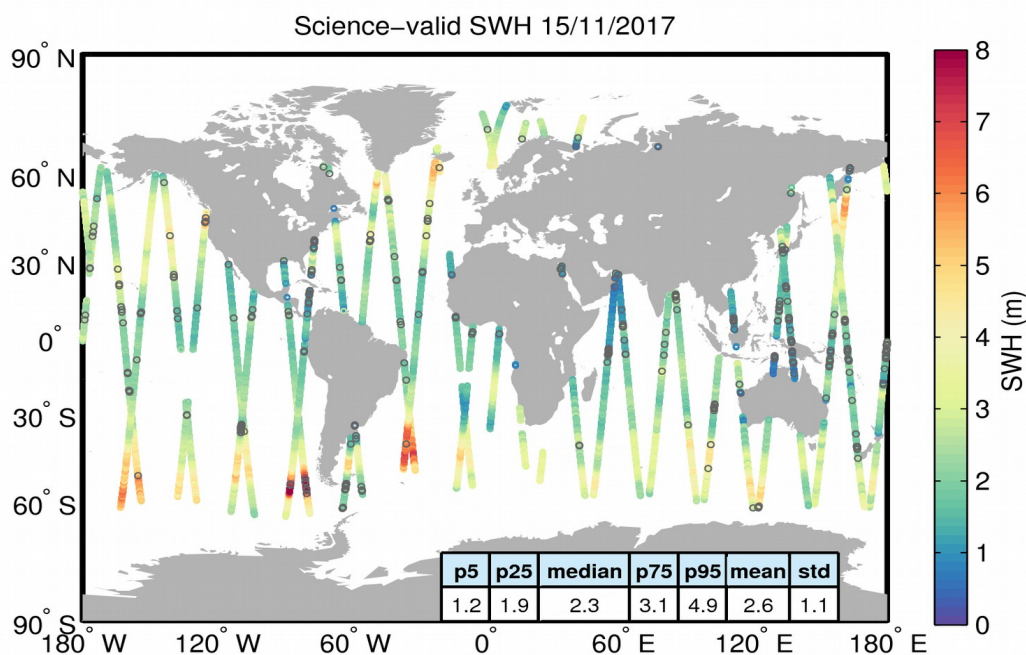 Science−valid SWH 15/11/2017
90° N
60° N
30° N
0°
30° S
60° S
90° S
180° W
120° W
60° W
0°
60° E
120° E
180° E
p5 p25 median p75 p95 mean std
1.2 1.9 2.3 3.1 4.9 2.6 1.1
8
7
6
5
4
3
2
1
0
SWH (m)